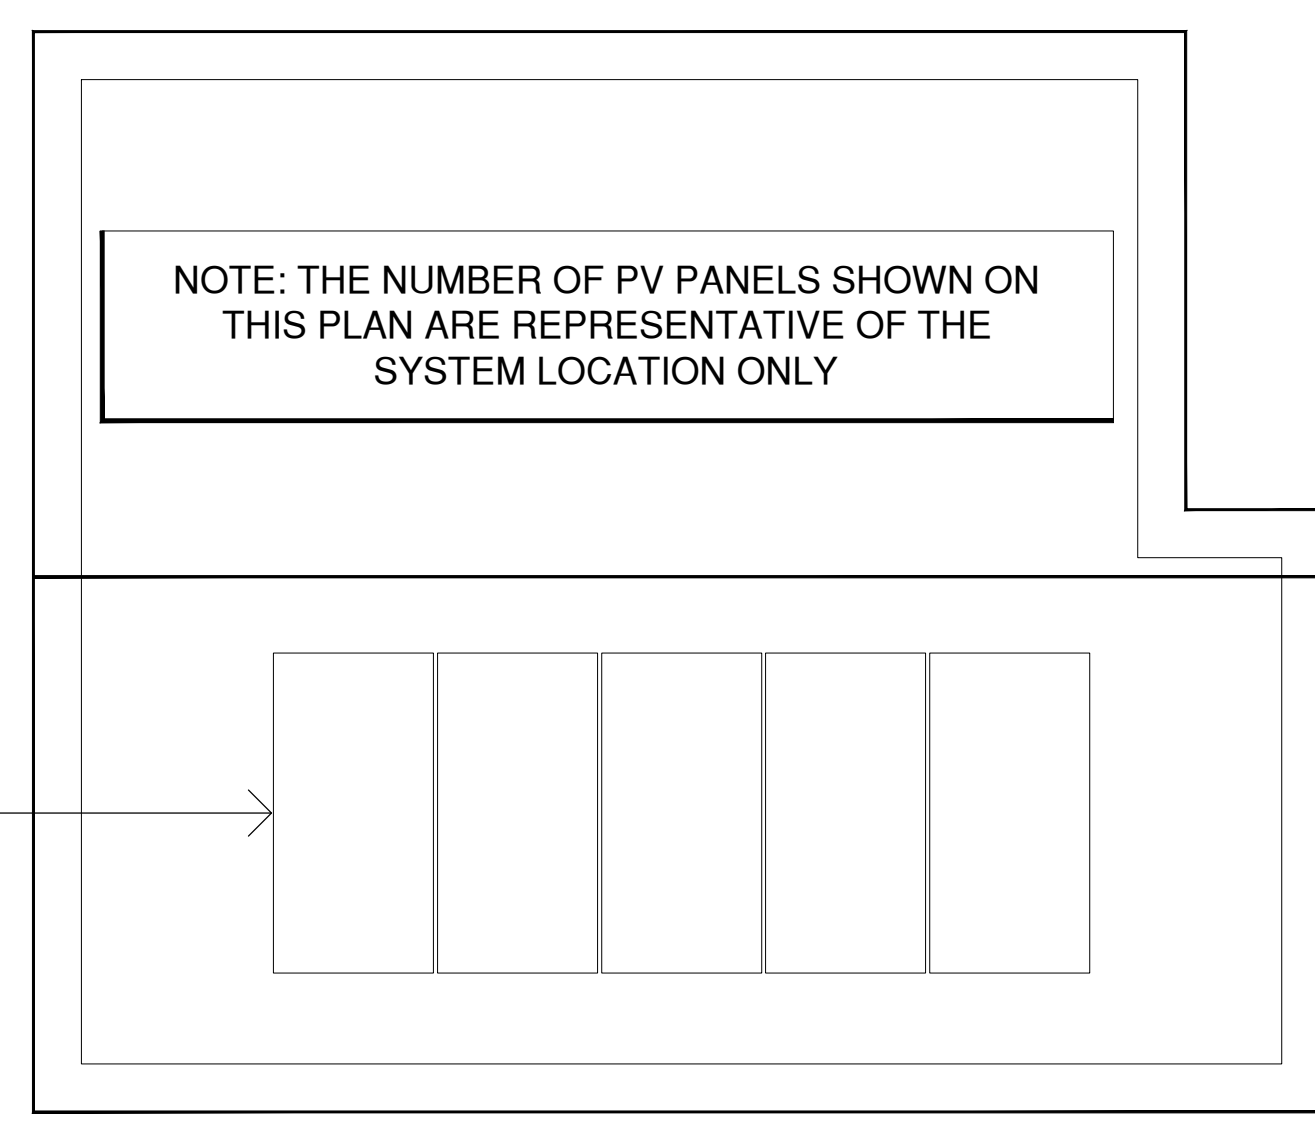 NOTE: THE NUMBER OF PV PANELS SHOWN ON
THIS PLAN ARE REPRESENTATIVE OF THE
SYSTEM LOCATION ONLY